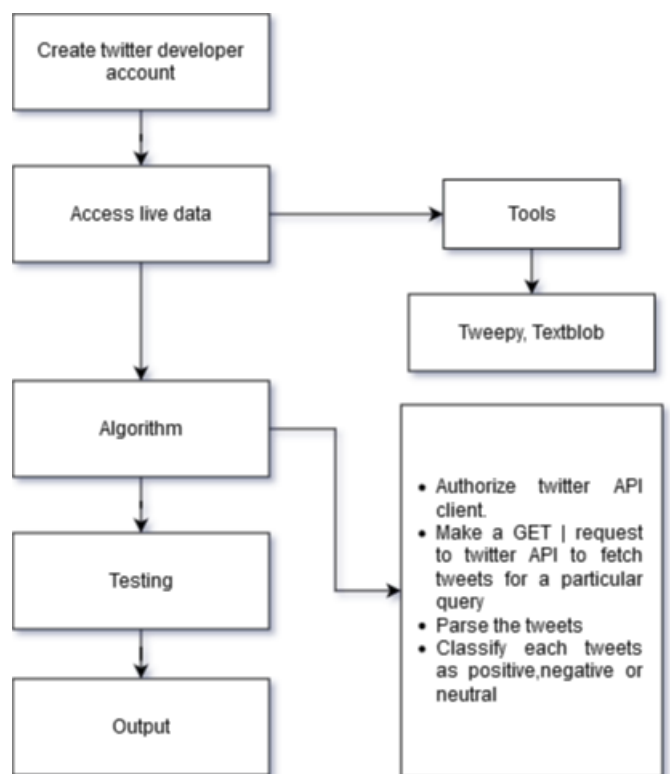 Create twitter developer
account
Access live data
Tools
Tweepy, Textblob
Algorithm
• Authorize twitter API
client.
• Make a GET | request
to twitter API to fetch
tweets for a particular
query
• Parse the tweets
• Classify each tweets
as positive,negative or
neutral
Testing
Output